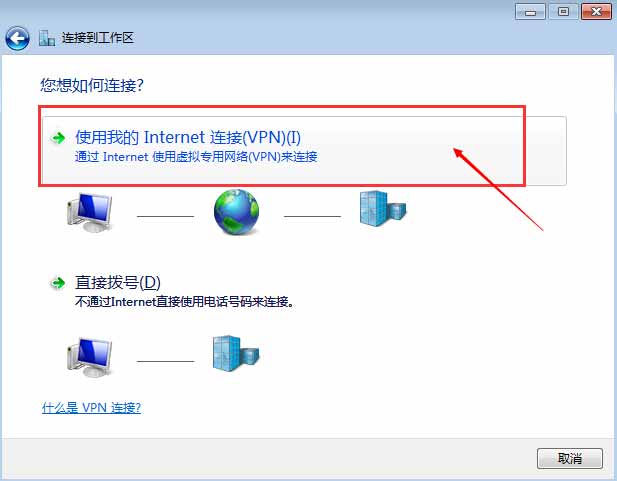 连接到工作区
您想如何连接?
使用我的 Internet 连接(VPN)(I)
通过 Internet 使用虚拟专用网络(VPN)来连接
直接拨号(D)
不通过Internet直接使用电话号码来连接。
什么是 VPN 连接?
取消